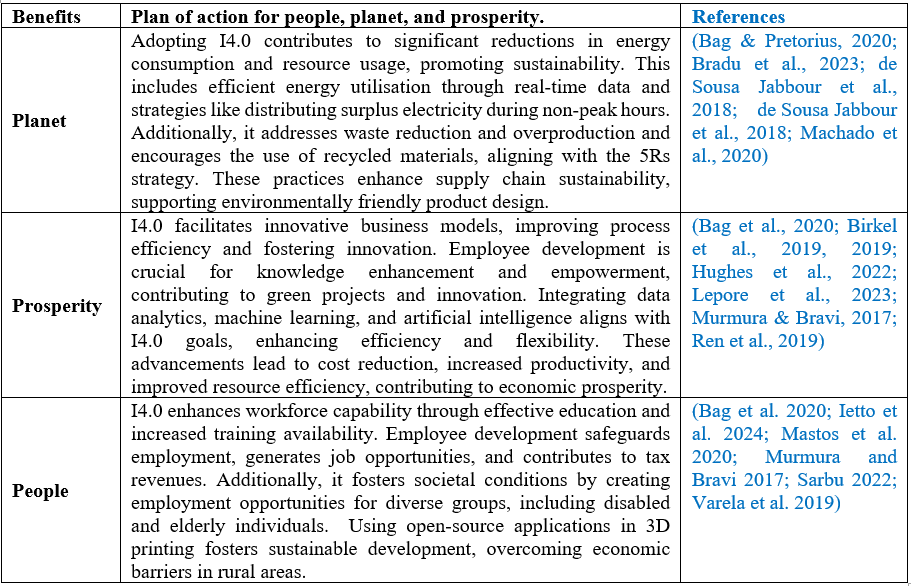 Benefits
Plan of action for people, planet, and prosperity.
References
Planet
Adopting I4.0 contributes to significant reductions in energy
consumption and resource usage, promoting sustainability. This
includes efficient energy utilisation through real-time data and
strategies like distributing surplus electricity during non-peak hours.
Additionally, it addresses waste reduction and overproduction and
encourages the use of recycled materials, aligning with the 5Rs
strategy. These practices enhance supply chain sustainability,
supporting environmentally friendly product design.
(Bag & Pretorius, 2020;
Bradu et al., 2023; de
Sousa Jabbour et al.,
2018; de Sousa Jabbour
et al., 2018; Machado et
al., 2020)
Prosperity
I4.0 facilitates innovative business models, improving process
efficiency and fostering innovation. Employee development is
crucial for knowledge enhancement and empowerment,
contributing to green projects and innovation. Integrating data
analytics, machine learning, and artificial intelligence aligns with
I4.0 goals, enhancing efficiency and flexibility. These
advancements lead to cost reduction, increased productivity, and
improved resource efficiency, contributing to economic prosperity.
(Bag et al., 2020; Birkel
et al., 2019, 2019;
Hughes et al., 2022;
Lepore et al., 2023;
Murmura & Bravi, 2017;
Ren et al., 2019)
People
I4.0 enhances workforce capability through effective education and
increased training availability. Employee development safeguards
employment, generates job opportunities, and contributes to tax
revenues. Additionally, it fosters societal conditions by creating
employment opportunities for diverse groups, including disabled
and elderly individuals. Using open-source applications in 3D
printing fosters sustainable development, overcoming economic
barriers in rural areas.
(Bag et al. 2020; Ietto et
al. 2024; Mastos et al.
2020; Murmura and
Bravi 2017; Sarbu 2022;
Varela et al. 2019)